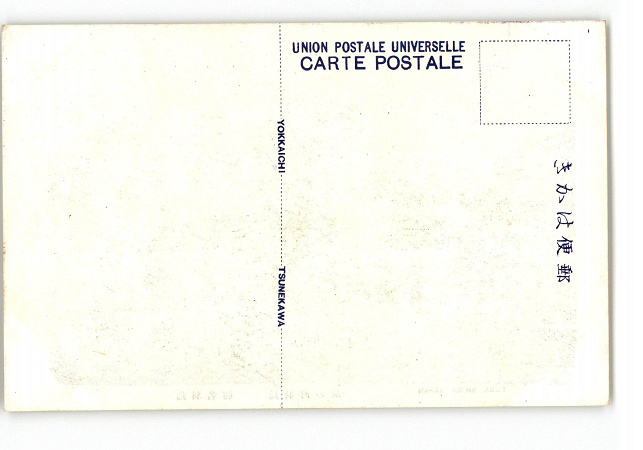 UNION POSTALE UNIVERSELLE
CARTE POSTALE
YOKKAICHI
TSUNEKAWA
きかは便郵